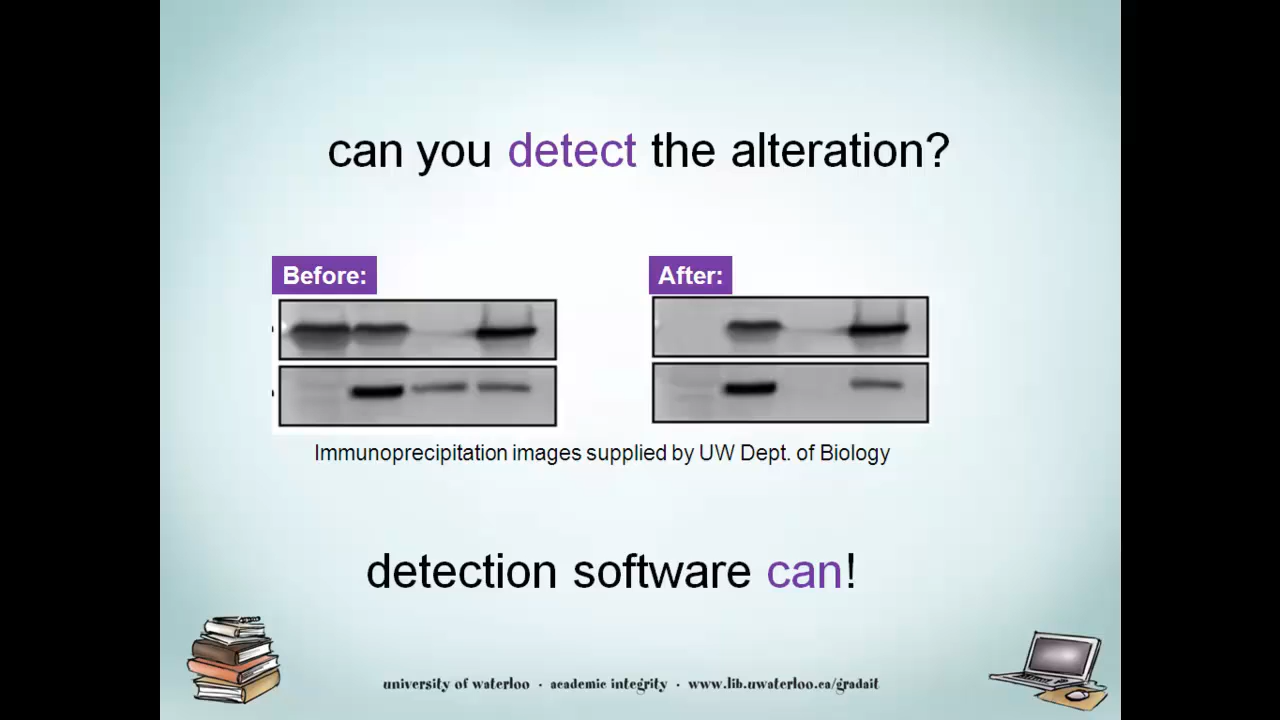 can you detect the alteration?
Before:
After:
Immunoprecipitation images supplied by UW Dept. of Biology
detection software can!
university of waterloo · academic integrity · www.lib.uwaterloo.ca/gradait